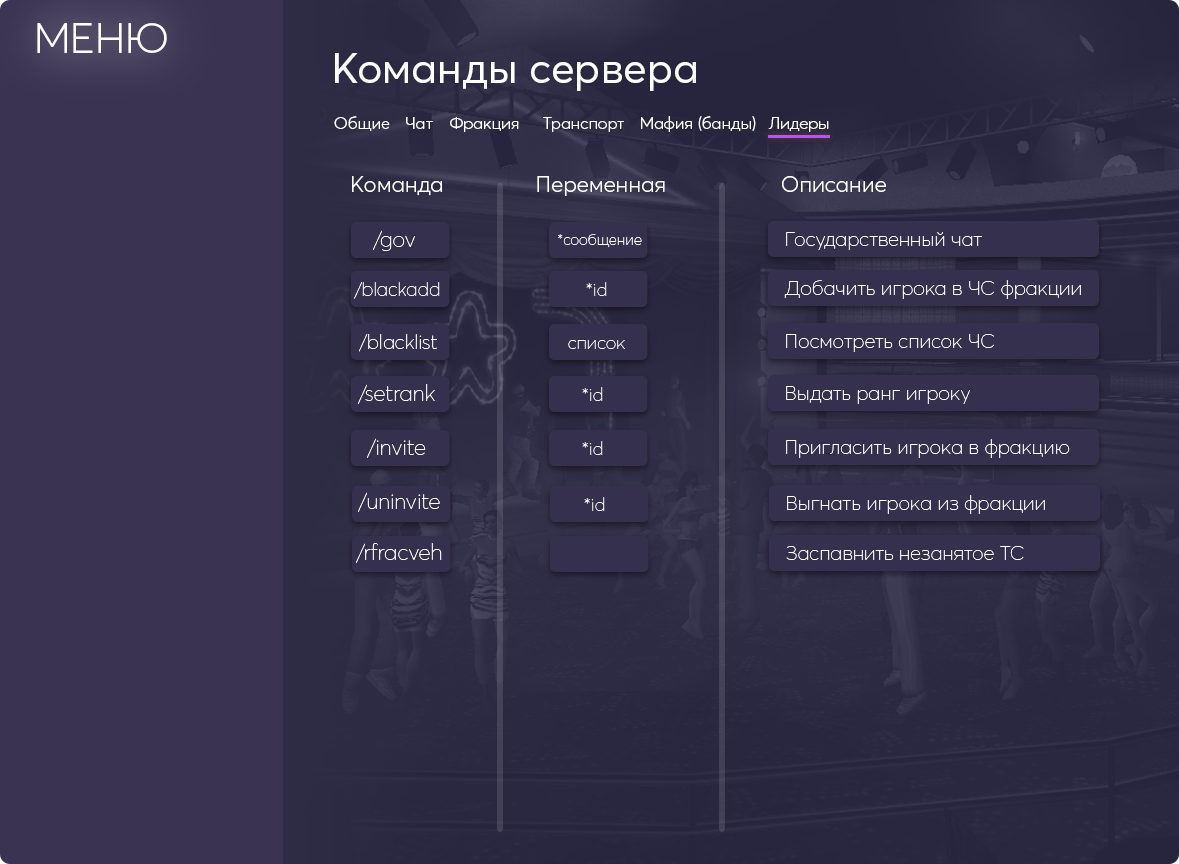 МЕНЮ
Команды сервера
Общие Чат Фракция Транспорт Мафия (банды) Лидеры
Команда Переменная Описание
/gov *сообщение Государственный чат
/blackadd *id Добачить игрока в ЧС фракции
/blacklist список Посмотреть список ЧС
/setrank *id Выдать ранг игроку
/invite *id Пригласить игрока в фракцию
/uninvite *id Выгнать игрока из фракции
/rfracveh Заспавнить незанятое ТС